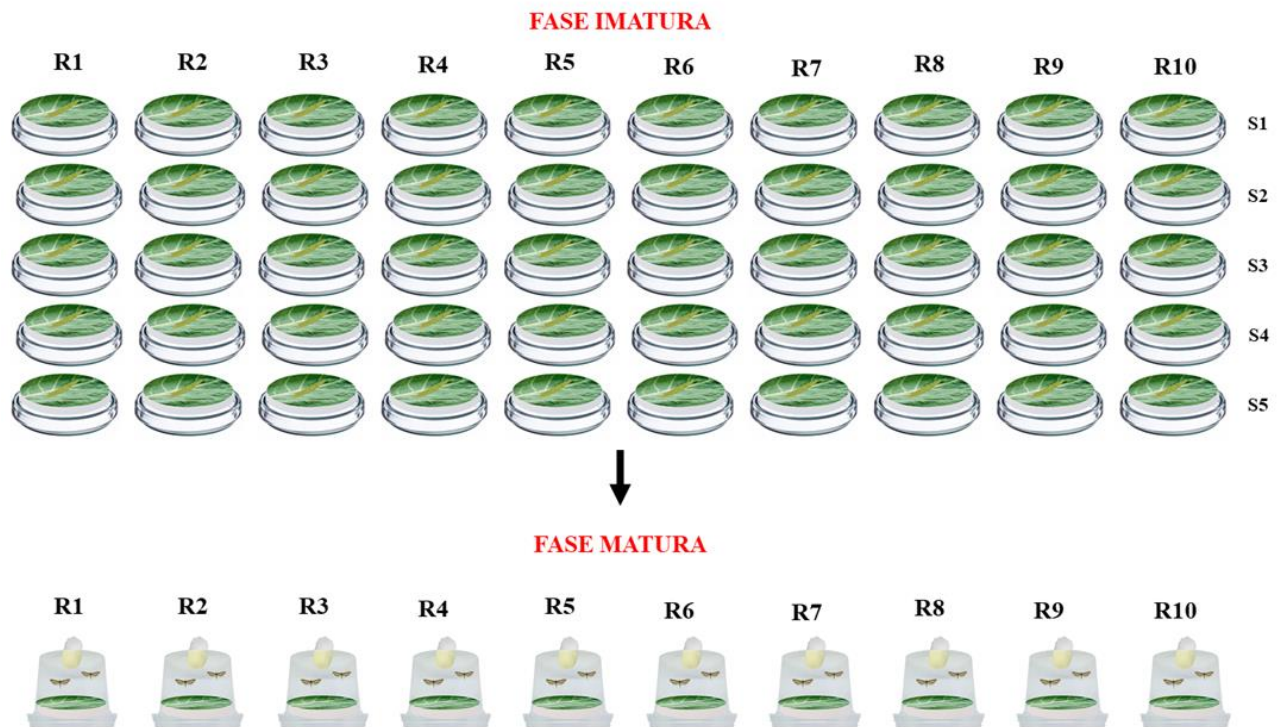 FASE IMATURA
R1 R2 R3 R4 R5 R6 R7 R8 R9 R10
S1
S2
S3
S4
S5
FASE MATURA
R1 R2 R3 R4 R5 R6 R7 R8 R9 R10